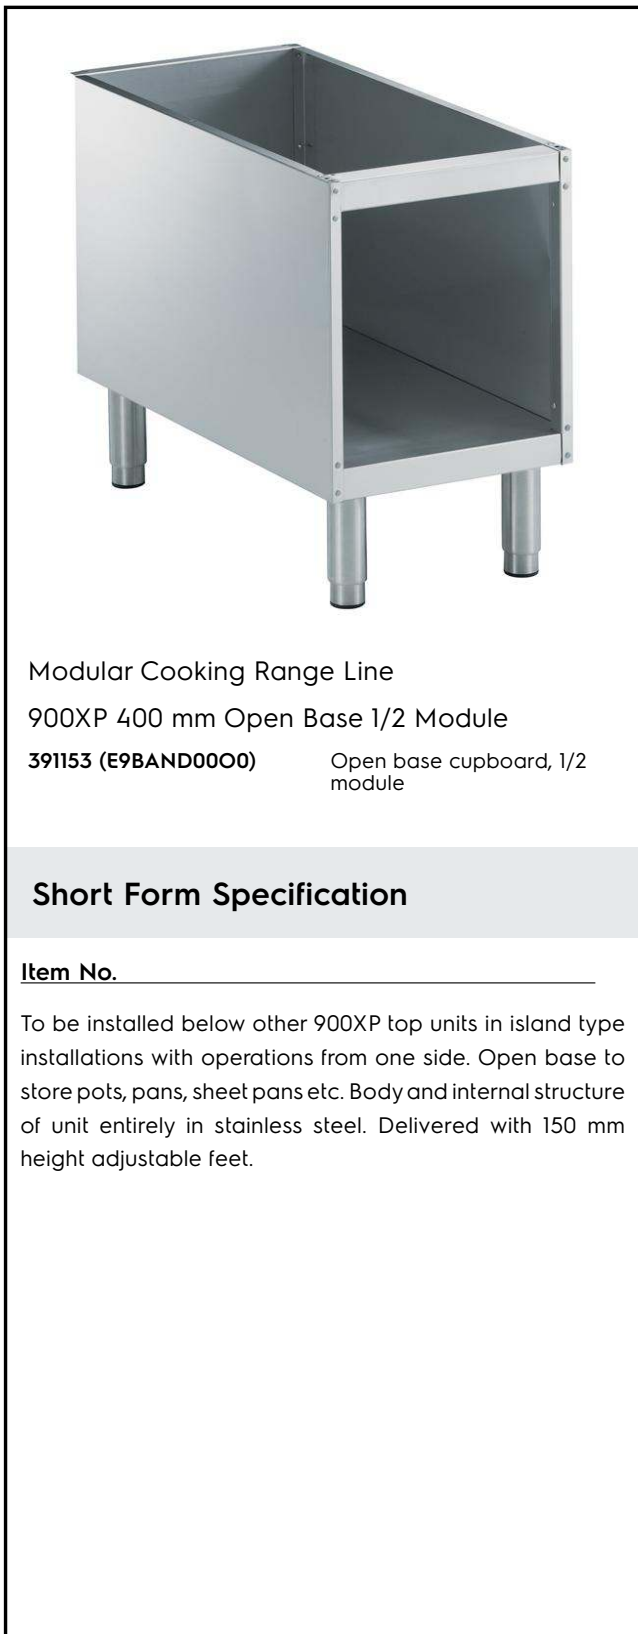 Modular Cooking Range Line
900XP 400 mm Open Base 1/2 Module
391153 (E9BAND00O0) Open base cupboard, 1/2
module
Short Form Specification
Item No.
To be installed below other 900XP top units in island type
installations with operations from one side. Open base to
store pots, pans, sheet pans etc. Body and internal structure
of unit entirely in stainless steel. Delivered with 150 mm
height adjustable feet.